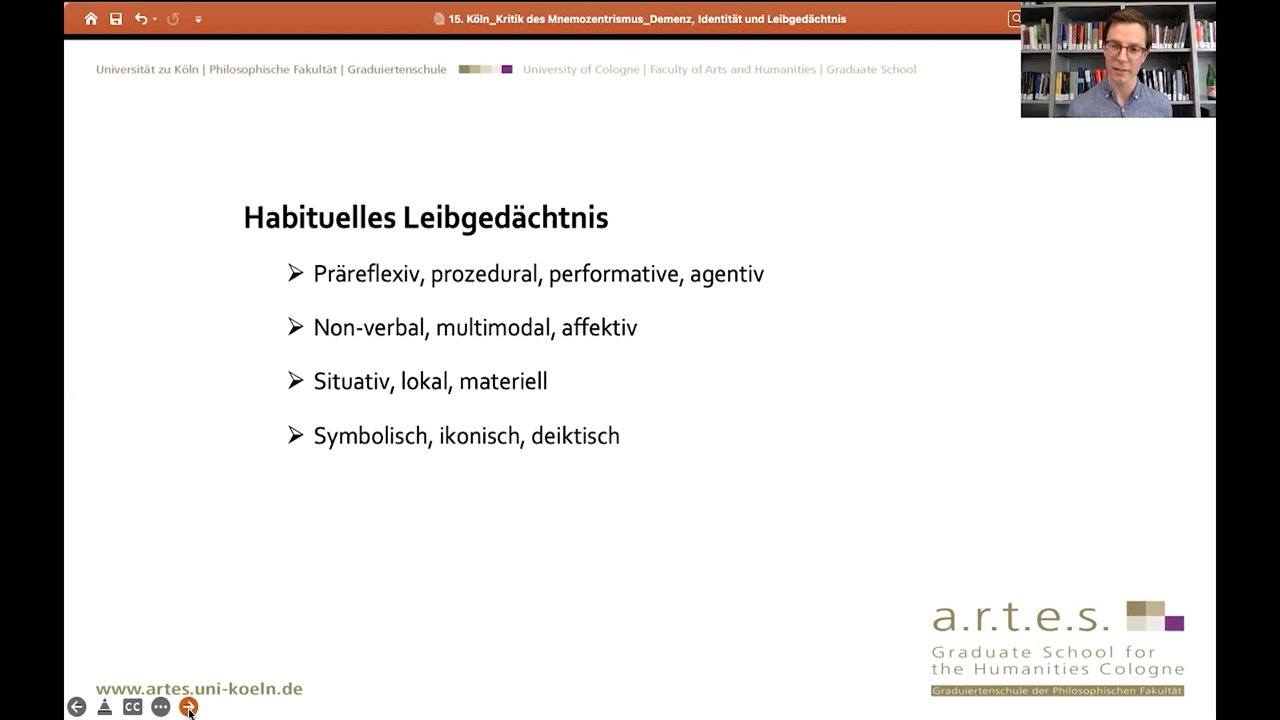 15. Köln_Kritik des Mnemozentrismus_Demenz, Identität und Leibgedächtnis
Universität zu Köln | Philosophische Fakultät | Graduiertenschule
University of Cologne | Faculty of Arts and Humanities | Graduate School
Habituelles Leibgedächtnis
Präreflexiv, prozedural, performative, agentiv
Non-verbal, multimodal, affektiv
Situativ, lokal, materiell
Symbolisch, ikonisch, deiktisch
a.r.t.e.s.
Graduate School for
the Humanities Cologne
Graduiertenschule der Philosophischen Fakultät
www.artes.uni-koeln.de
CC